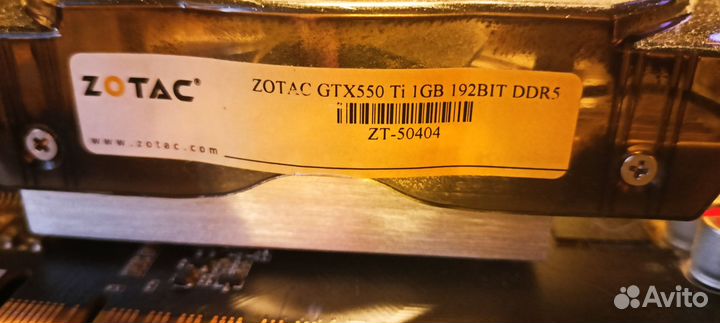 ZOTAC®
ZOTAC GTX550 Ti 1GB 192BIT DDR5
ZT-50404
www.zotac.com
Avito